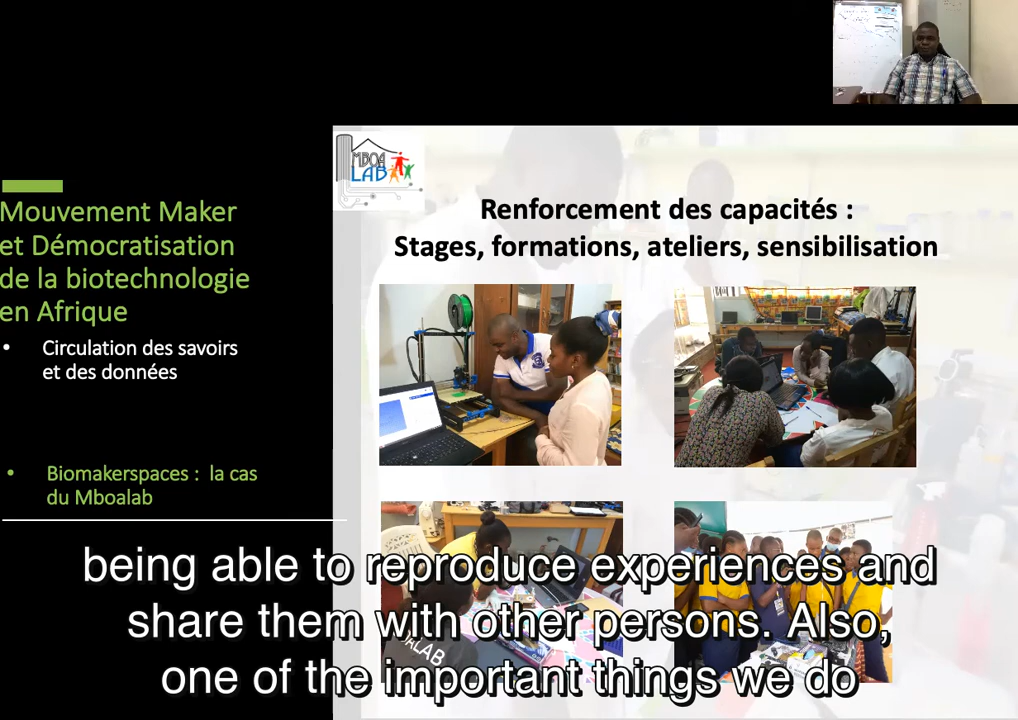 MBOA
LAB
Mouvement Maker
et Démocratisation
de la biotechnologie
en Afrique
• Circulation des savoirs
et des données
• Biomakerspaces : la cas
du Mboalab
Renforcement des capacités :
Stages, formations, ateliers, sensibilisation
being able to reproduce experiences and
share them with other persons. Also,
one of the important things we do